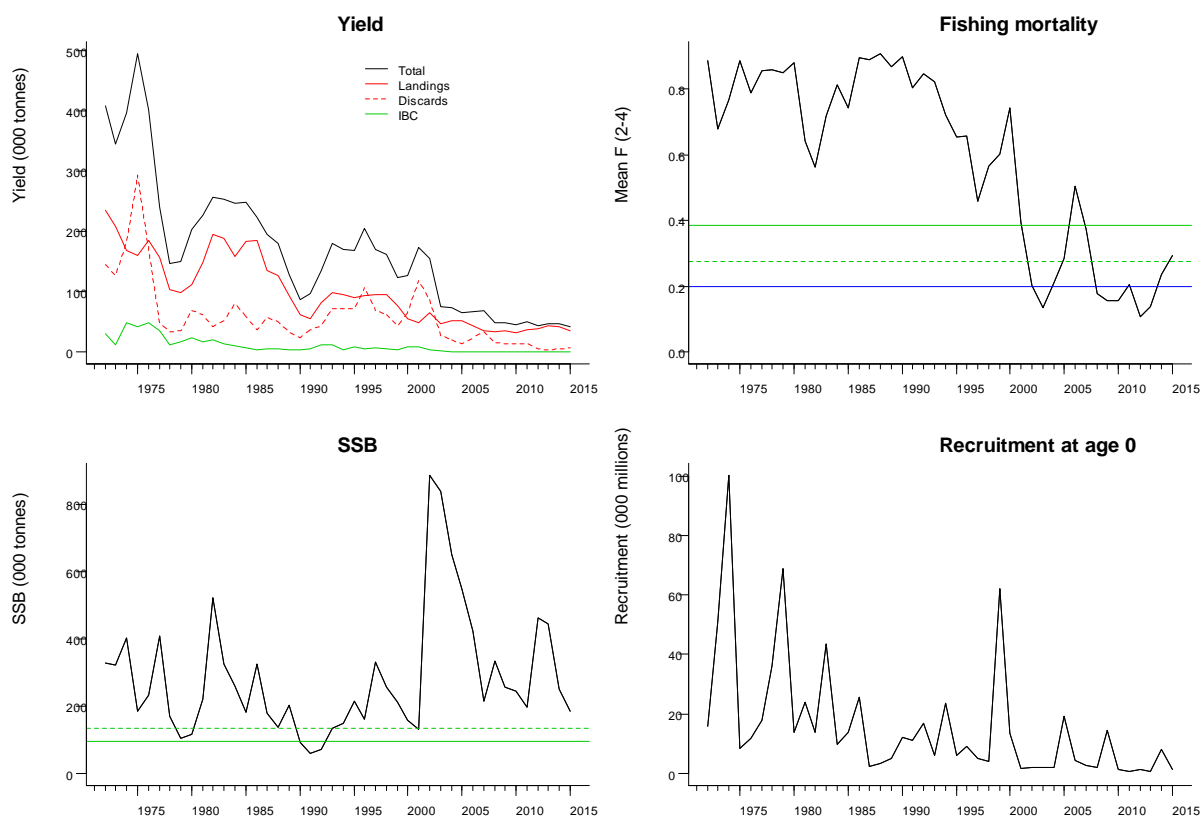 Yield
Yield (000 tonnes)
500
400
300
200
100
0
Total
Landings
Discards
IBC
1975 1980 1985 1990 1995 2000 2005 2010 2015
Fishing mortality
Mean F (2-4)
0.8
0.6
0.4
0.2
0.0
1975 1980 1985 1990 1995 2000 2005 2010 2015
SSB
SSB (000 tonnes)
800
600
400
200
0
1975 1980 1985 1990 1995 2000 2005 2010 2015
Recruitment at age 0
Recruitment (000 millions)
100
80
60
40
20
0
1975 1980 1985 1990 1995 2000 2005 2010 2015